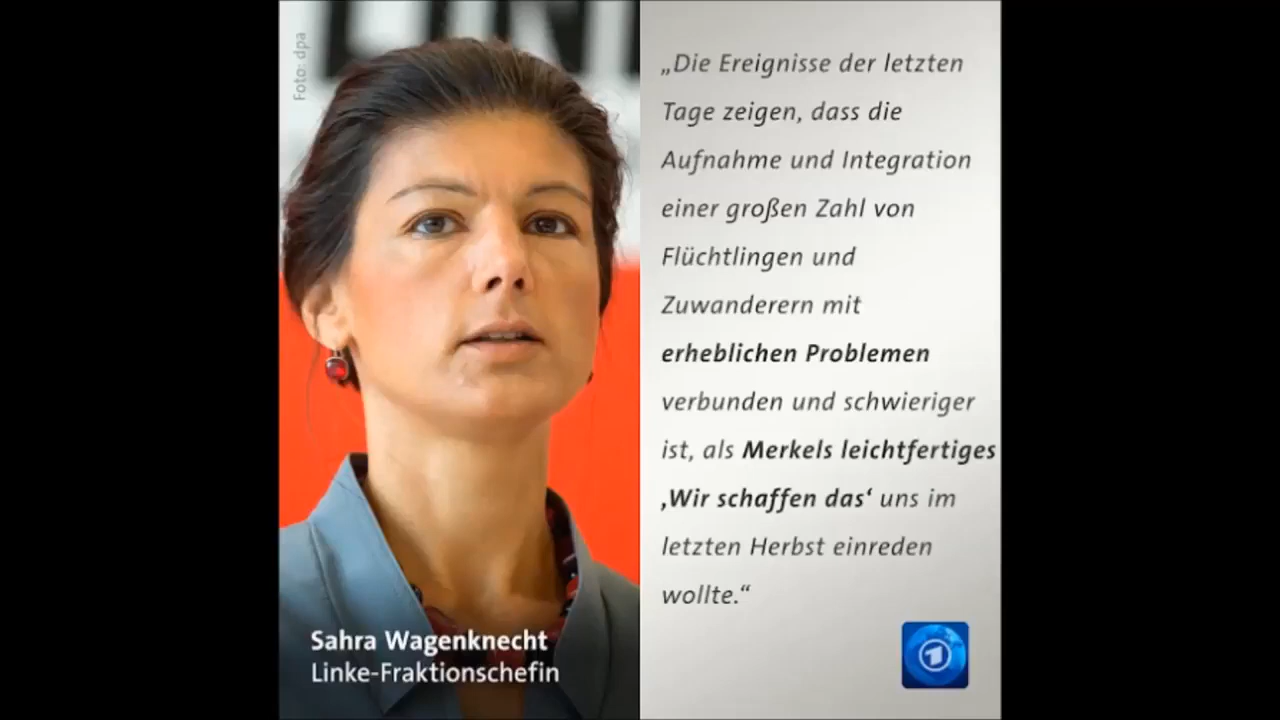 Foto: dpa
LINK
„Die Ereignisse der letzten
Tage zeigen, dass die
Aufnahme und Integration
einer großen Zahl von
Flüchtlingen und
Zuwanderern mit
erheblichen Problemen
verbunden und schwieriger
ist, als Merkels leichtfertiges
‚Wir schaffen das‘ uns im
letzten Herbst einreden
wollte.“
Sahra Wagenknecht
Linke-Fraktionschefin
1